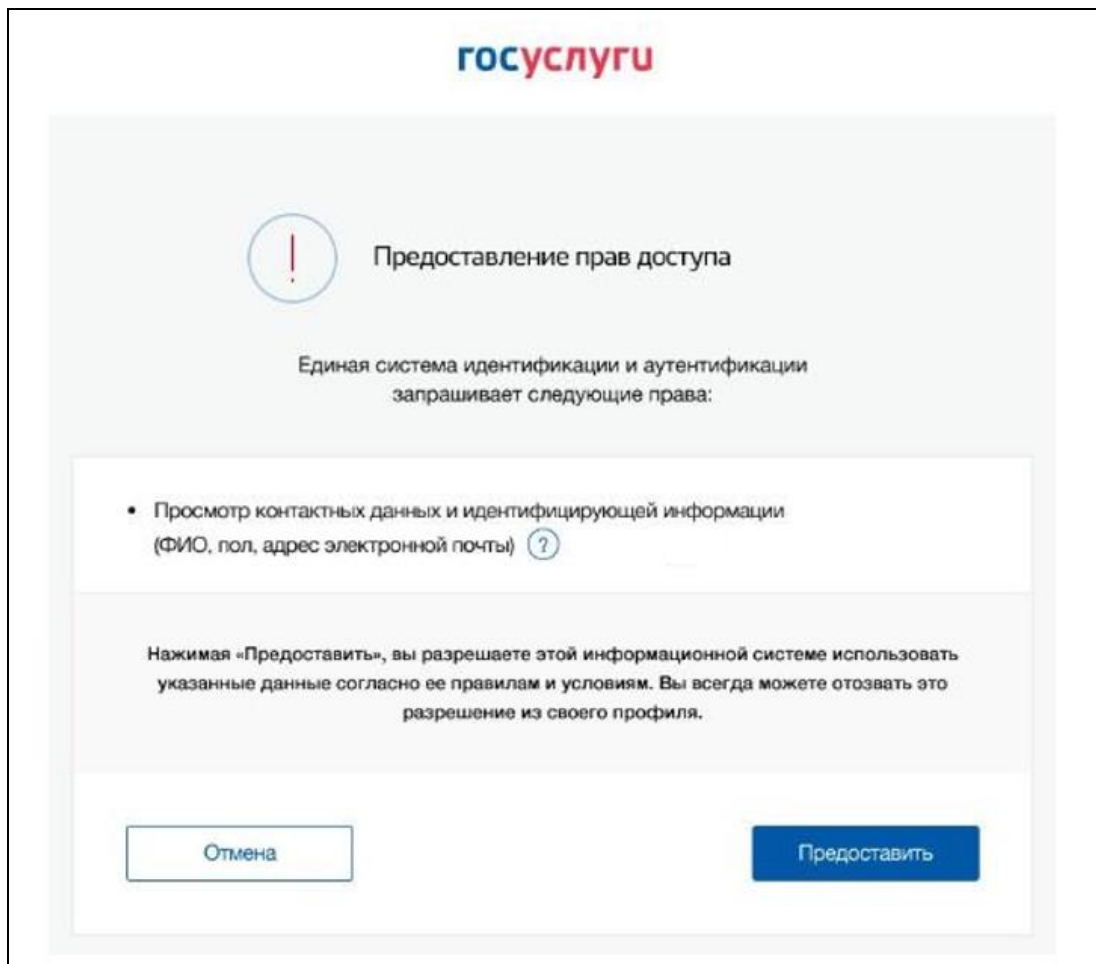 госуслуги
Предоставление прав доступа
Единая система идентификации и аутентификации
запрашивает следующие права:
• Просмотр контактных данных и идентифицирующей информации
(ФИО, пол, адрес электронной почты) ?
Нажимая «Предоставить», вы разрешаете этой информационной системе использовать
указанные данные согласно ее правилам и условиям. Вы всегда можете отозвать это
разрешение из своего профиля.
Отмена
Предоставить